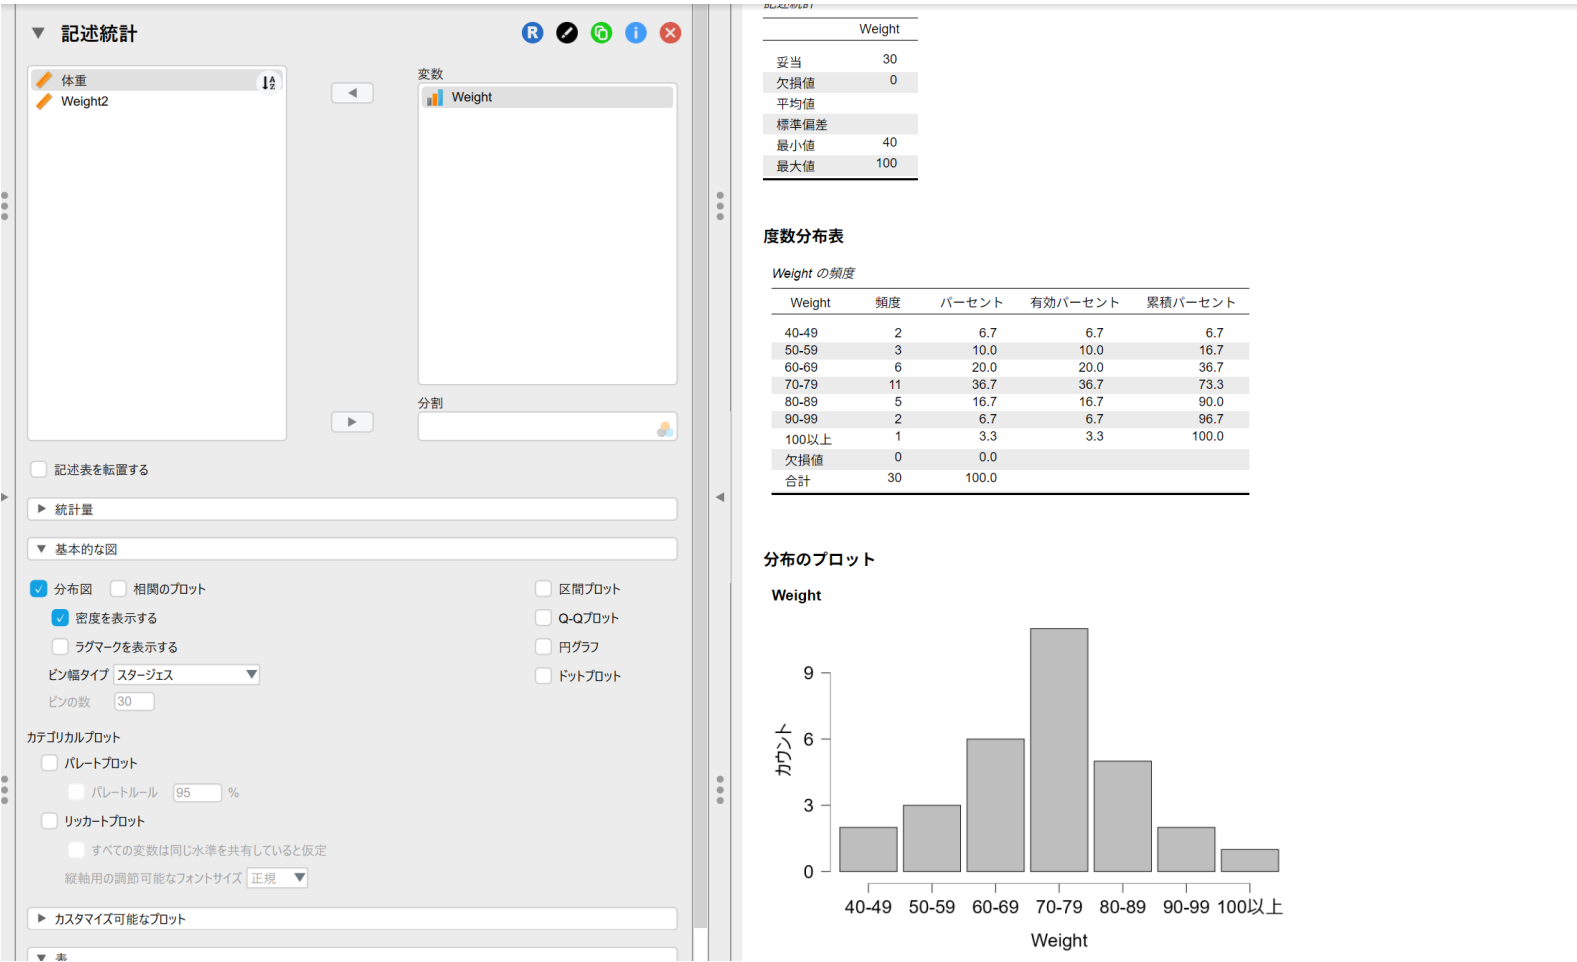 記述統計
R
i
体重
Weight2
変数
Weight
分割
記述表を転置する
統計量
基本的な図
分布図
相関のプロット
区間プロット
密度を表示する
Q-Qプロット
ラグマークを表示する
円グラフ
ビン幅タイプ スタージェス
ドットプロット
ビンの数 30
カテゴリカルプロット
パレートプロット
パレートルール 95 %
リッカートプロット
すべての変数は同じ水準を共有していると仮定
縦軸用の調節可能なフォントサイズ 正規
カスタマイズ可能なプロット
表
記述統計
Weight
妥当 30
欠損値 0
平均値
標準偏差
最小値 40
最大値 100
度数分布表
Weight の頻度
Weight 頻度 パーセント 有効パーセント 累積パーセント
40-49 2 6.7 6.7 6.7
50-59 3 10.0 10.0 16.7
60-69 6 20.0 20.0 36.7
70-79 11 36.7 36.7 73.3
80-89 5 16.7 16.7 90.0
90-99 2 6.7 6.7 96.7
100以上 1 3.3 3.3 100.0
欠損値 0 0.0
合計 30 100.0
分布のプロット
Weight
カウント
9
6
3
0
40-49 50-59 60-69 70-79 80-89 90-99 100以上
Weight